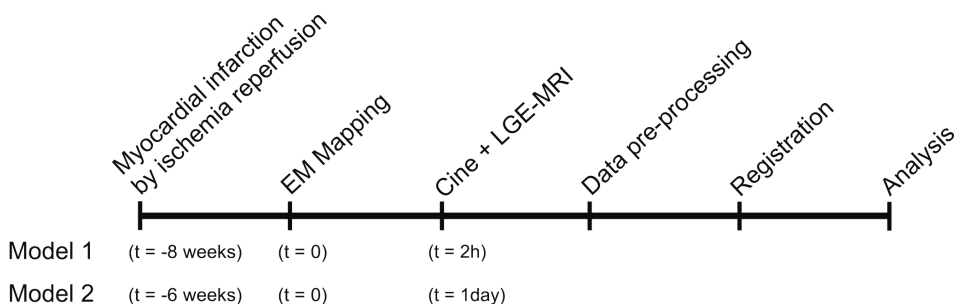 Myocardial infarction
by ischemia reperfusion
EM Mapping
Cine + LGE-MRI
Data pre-processing
Registration
Analysis
Model 1 (t = -8 weeks) (t = 0) (t = 2h)
Model 2 (t = -6 weeks) (t = 0) (t = 1day)